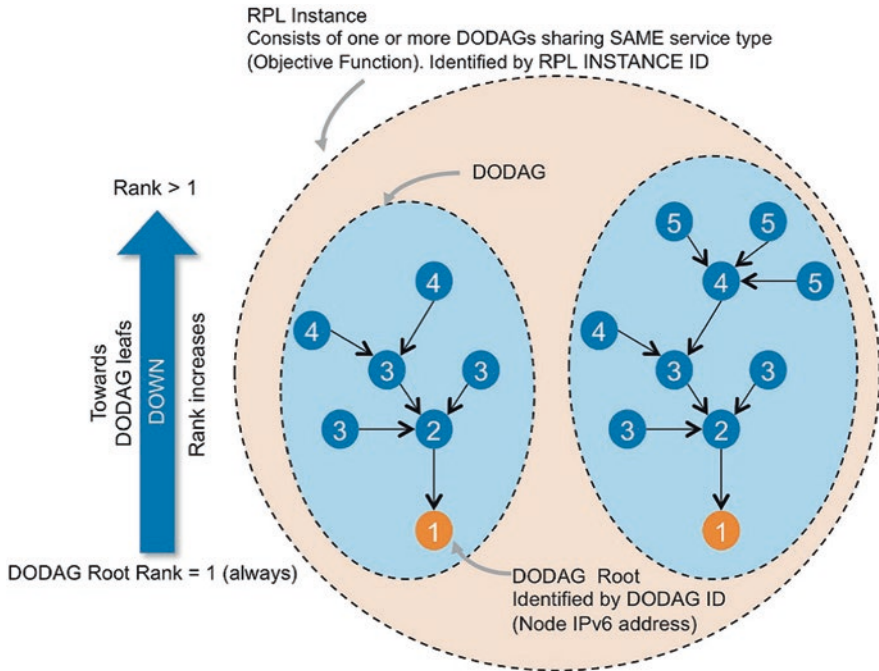 RPL Instance
Consists of one or more DODAGs sharing SAME service type
(Objective Function). Identified by RPL INSTANCE ID
DODAG
Rank > 1
Towards
DODAG leafs
DOWN
Rank increases
DODAG Root Rank = 1 (always)
4
4
3
3
3
2
1
5
5
4
5
4
3
3
3
2
1
DODAG Root
Identified by DODAG ID
(Node IPv6 address)